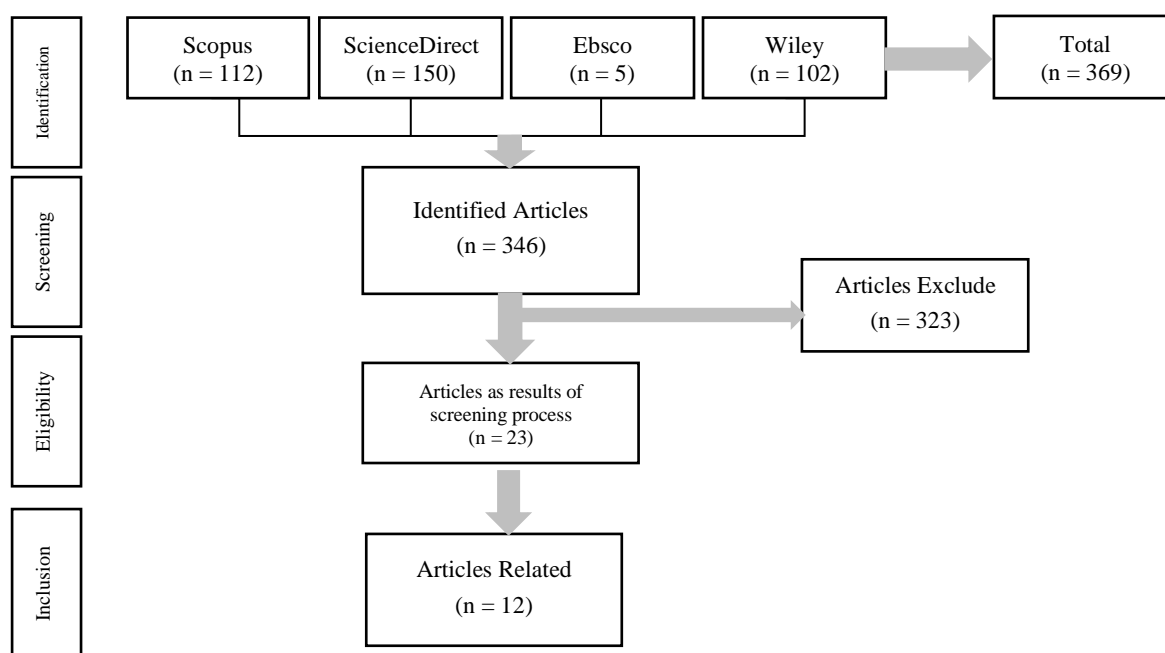 Identification
Scopus
(n = 112)
ScienceDirect
(n = 150)
Ebsco
(n = 5)
Wiley
(n = 102)
Total
(n = 369)
Screening
Identified Articles
(n = 346)
Articles Exclude
(n = 323)
Eligibility
Articles as results of
screening process
(n = 23)
Inclusion
Articles Related
(n = 12)